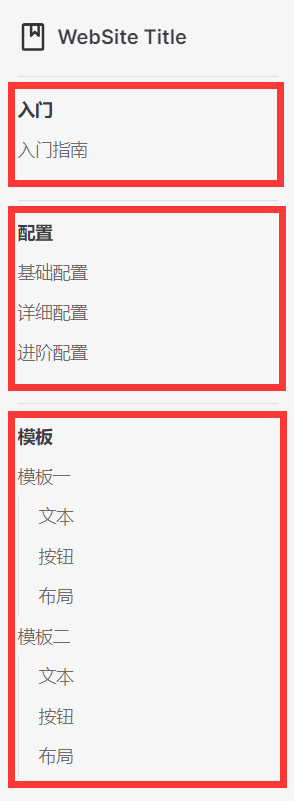 WebSite Title
入门
入门指南
配置
基础配置
详细配置
进阶配置
模板
模板一
文本
按钮
布局
模板二
文本
按钮
布局